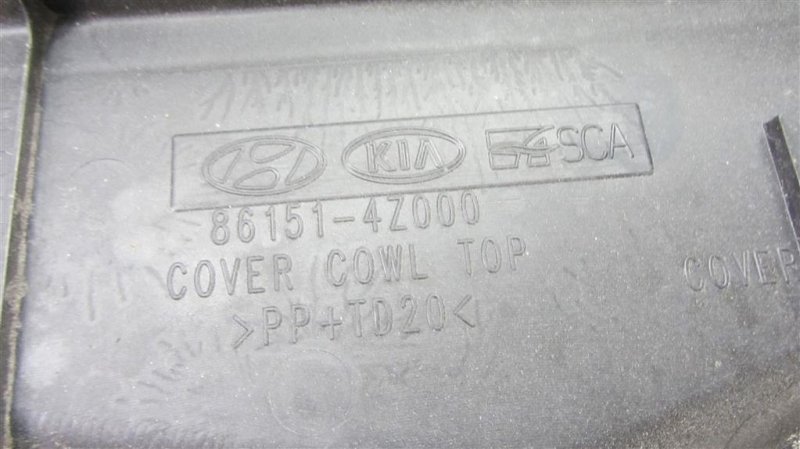 KIA SCA
86151-4Z000
COVER COWL TOP
>PP+TD20<
COVER